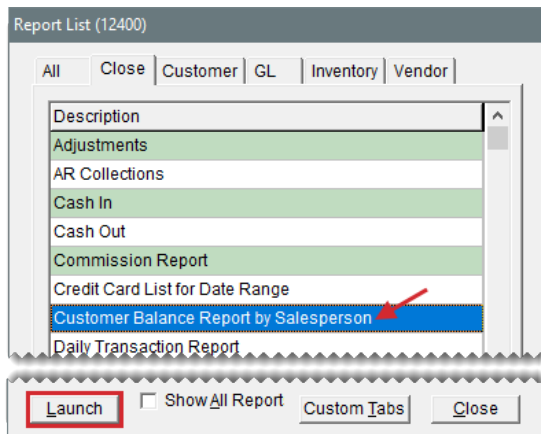 Report List (12400)
All Close Customer GL Inventory Vendor
Description
Adjustments
AR Collections
Cash In
Cash Out
Commission Report
Credit Card List for Date Range
Customer Balance Report by Salesperson
Daily Transaction Report
Launch Show All Report Custom Tabs Close